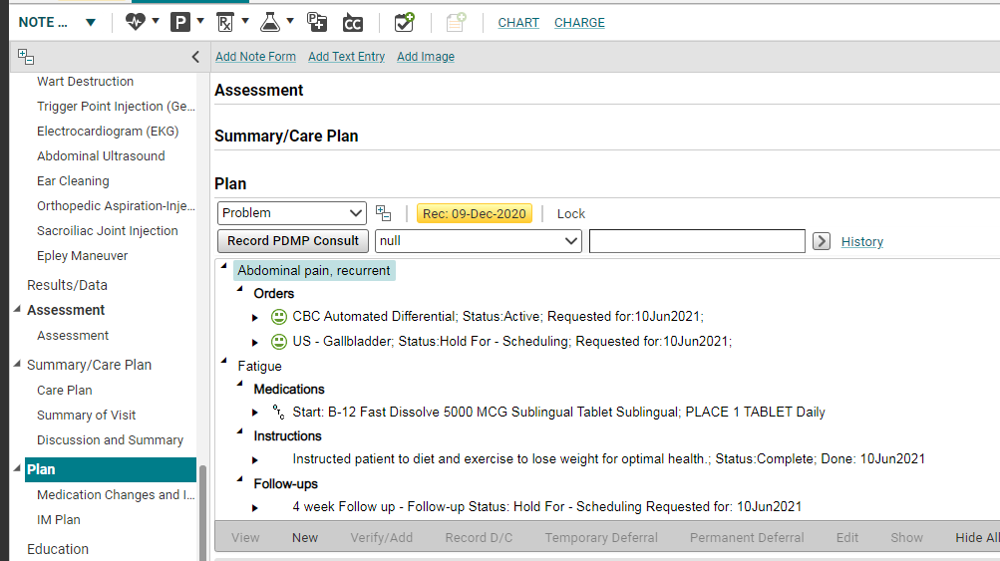 NOTE ...
P
Rx
P
CC
CHART
CHARGE
Add Note Form
Add Text Entry
Add Image
Wart Destruction
Trigger Point Injection (Ge...
Electrocardiogram (EKG)
Abdominal Ultrasound
Ear Cleaning
Orthopedic Aspiration-Inje...
Sacroiliac Joint Injection
Epley Maneuver
Results/Data
Assessment
Assessment
Summary/Care Plan
Care Plan
Summary of Visit
Discussion and Summary
Plan
Medication Changes and I...
IM Plan
Education
Assessment
Summary/Care Plan
Plan
Problem
Rec: 09-Dec-2020
Lock
Record PDMP Consult
null
History
Abdominal pain, recurrent
Orders
CBC Automated Differential; Status:Active; Requested for:10Jun2021;
US - Gallbladder; Status:Hold For - Scheduling; Requested for:10Jun2021;
Fatigue
Medications
OTC Start: B-12 Fast Dissolve 5000 MCG Sublingual Tablet Sublingual; PLACE 1 TABLET Daily
Instructions
Instructed patient to diet and exercise to lose weight for optimal health.; Status:Complete; Done: 10Jun2021
Follow-ups
4 week Follow up - Follow-up Status: Hold For - Scheduling Requested for: 10Jun2021
View New Verify/Add Record D/C Temporary Deferral Permanent Deferral Edit Show Hide All